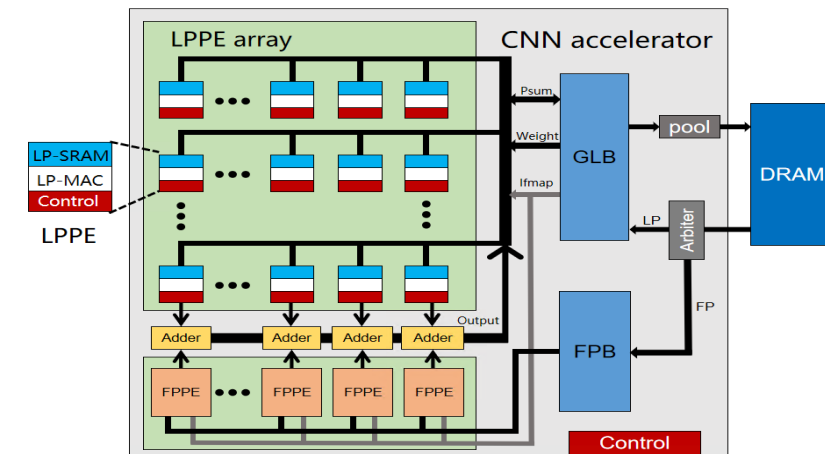 LPPE array
CNN accelerator
Psum
Weight
Ifmap
GLB
pool
DRAM
LP-SRAM
LP-MAC
Control
LPPE
LP
Arbiter
FP
Output
Adder
Adder
Adder
Adder
FPPE
FPPE
FPPE
FPPE
FPB
Control